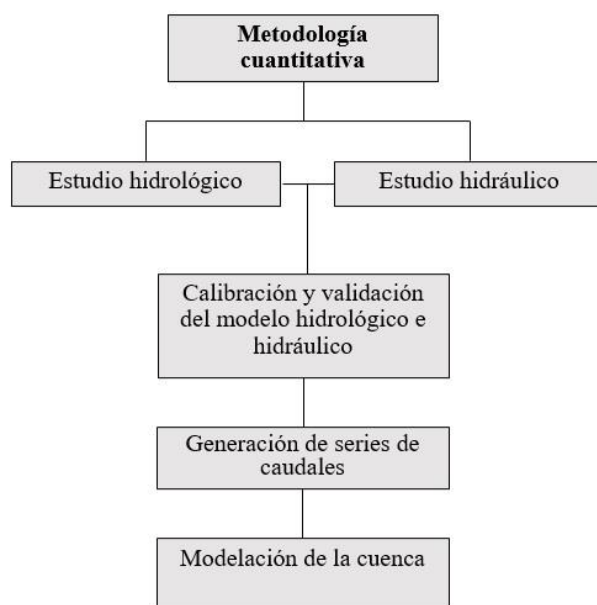 Metodología
cuantitativa
Estudio hidrológico
Estudio hidráulico
Calibración y validación
del modelo hidrológico e
hidráulico
Generación de series de
caudales
Modelación de la cuenca